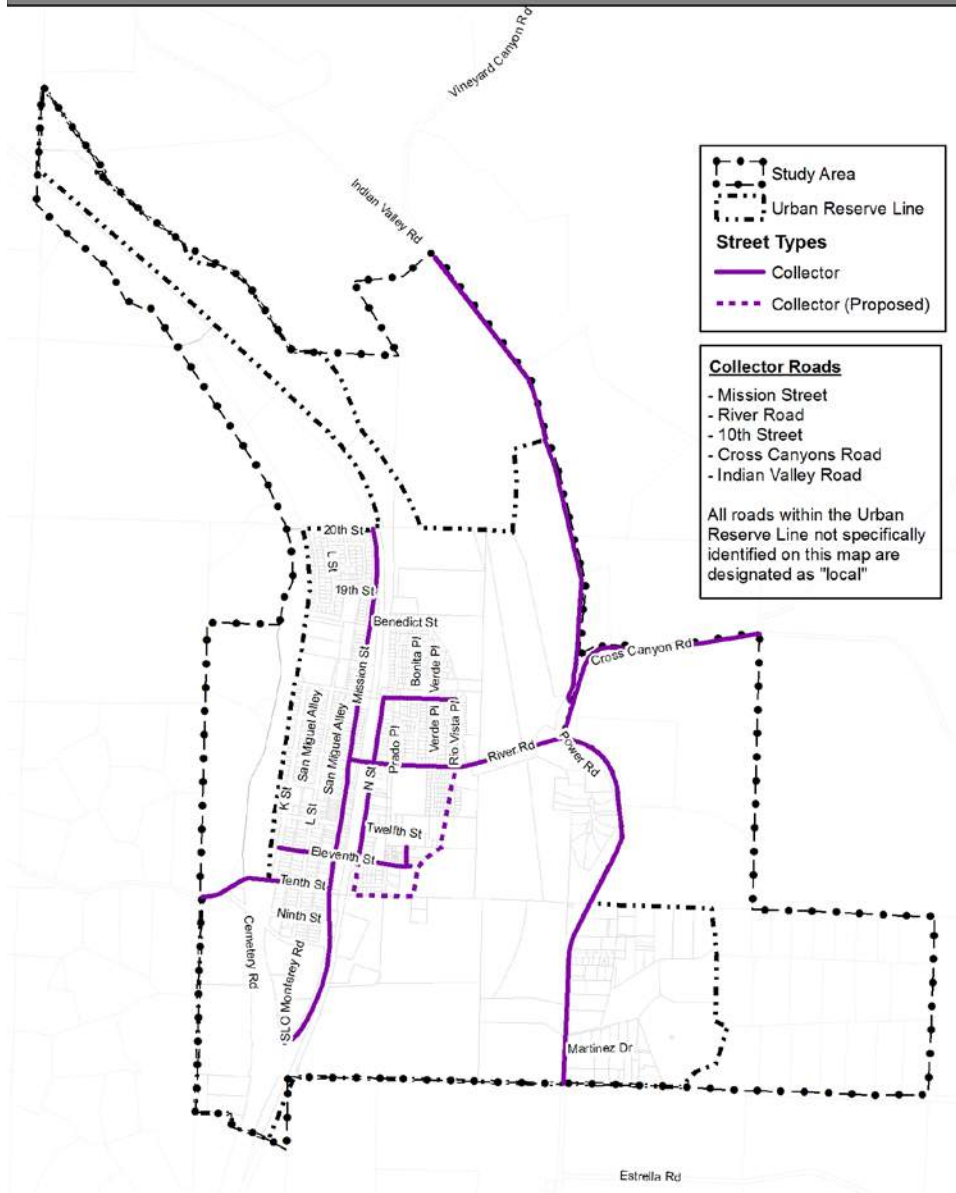 Vineyard Canyon Rd
Indian Valley Rd
Study Area
Urban Reserve Line
Street Types
Collector
Collector (Proposed)
Collector Roads
- Mission Street
- River Road
- 10th Street
- Cross Canyons Road
- Indian Valley Road
All roads within the Urban
Reserve Line not specifically
identified on this map are
designated as "local"
20th St
L St
19th St
Benedict St
Mission St
Bonita Pl
Verde Pl
Cross Canyon Rd
San Miguel Alley
San Miguel Alley
Prado Pl
Verde Pl
Rio Vista Pl
River Rd
Power Rd
K St
L St
N St
Twelfth St
Eleventh St
Tenth St
Ninth St
Cemetery Rd
SLO Monterey Rd
Martinez Dr
Estrella Rd